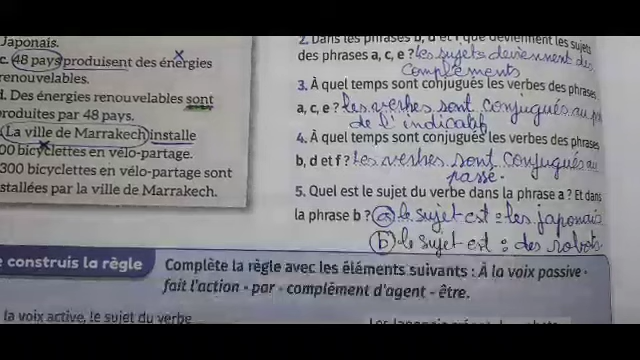 Japonais.
c. 48 pays produisent des énergies
renouvelables.
d. Des énergies renouvelables sont
produites par 48 pays.
La ville de Marrakech installe
300 bicyclettes en vélo-partage.
300 bicyclettes en vélo-partage sont
installées par la ville de Marrakech.
2. Dans les phrases b, d et f que deviennent les sujets
des phrases a, c, e ? les sujets deviennent des
compléments
3. À quel temps sont conjugués les verbes des phrases
a, c, e ? les verbes sont conjugués au
de l'indicatif
4. À quel temps sont conjugués les verbes des phrases
b, d et f ? Les verbes sont conjugués au
passé.
5. Quel est le sujet du verbe dans la phrase a ? Et dans
la phrase b ? a) le sujet est : les japonais
b) le sujet est : des robots
construis la règle
Complète la règle avec les éléments suivants : À la voix passive -
fait l'action - par - complément d'agent - être.
la voix active, le sujet du verbe